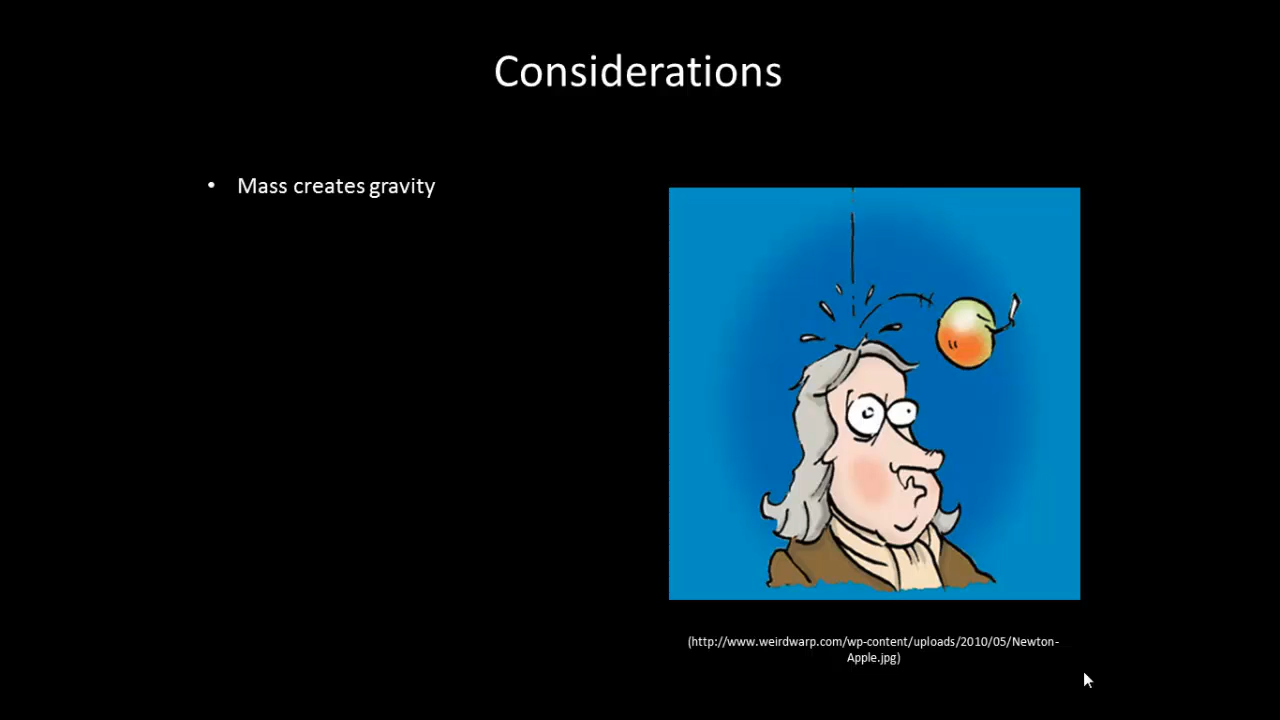 Considerations
• Mass creates gravity
(http://www.weirdwarp.com/wp-content/uploads/2010/05/Newton-
Apple.jpg)